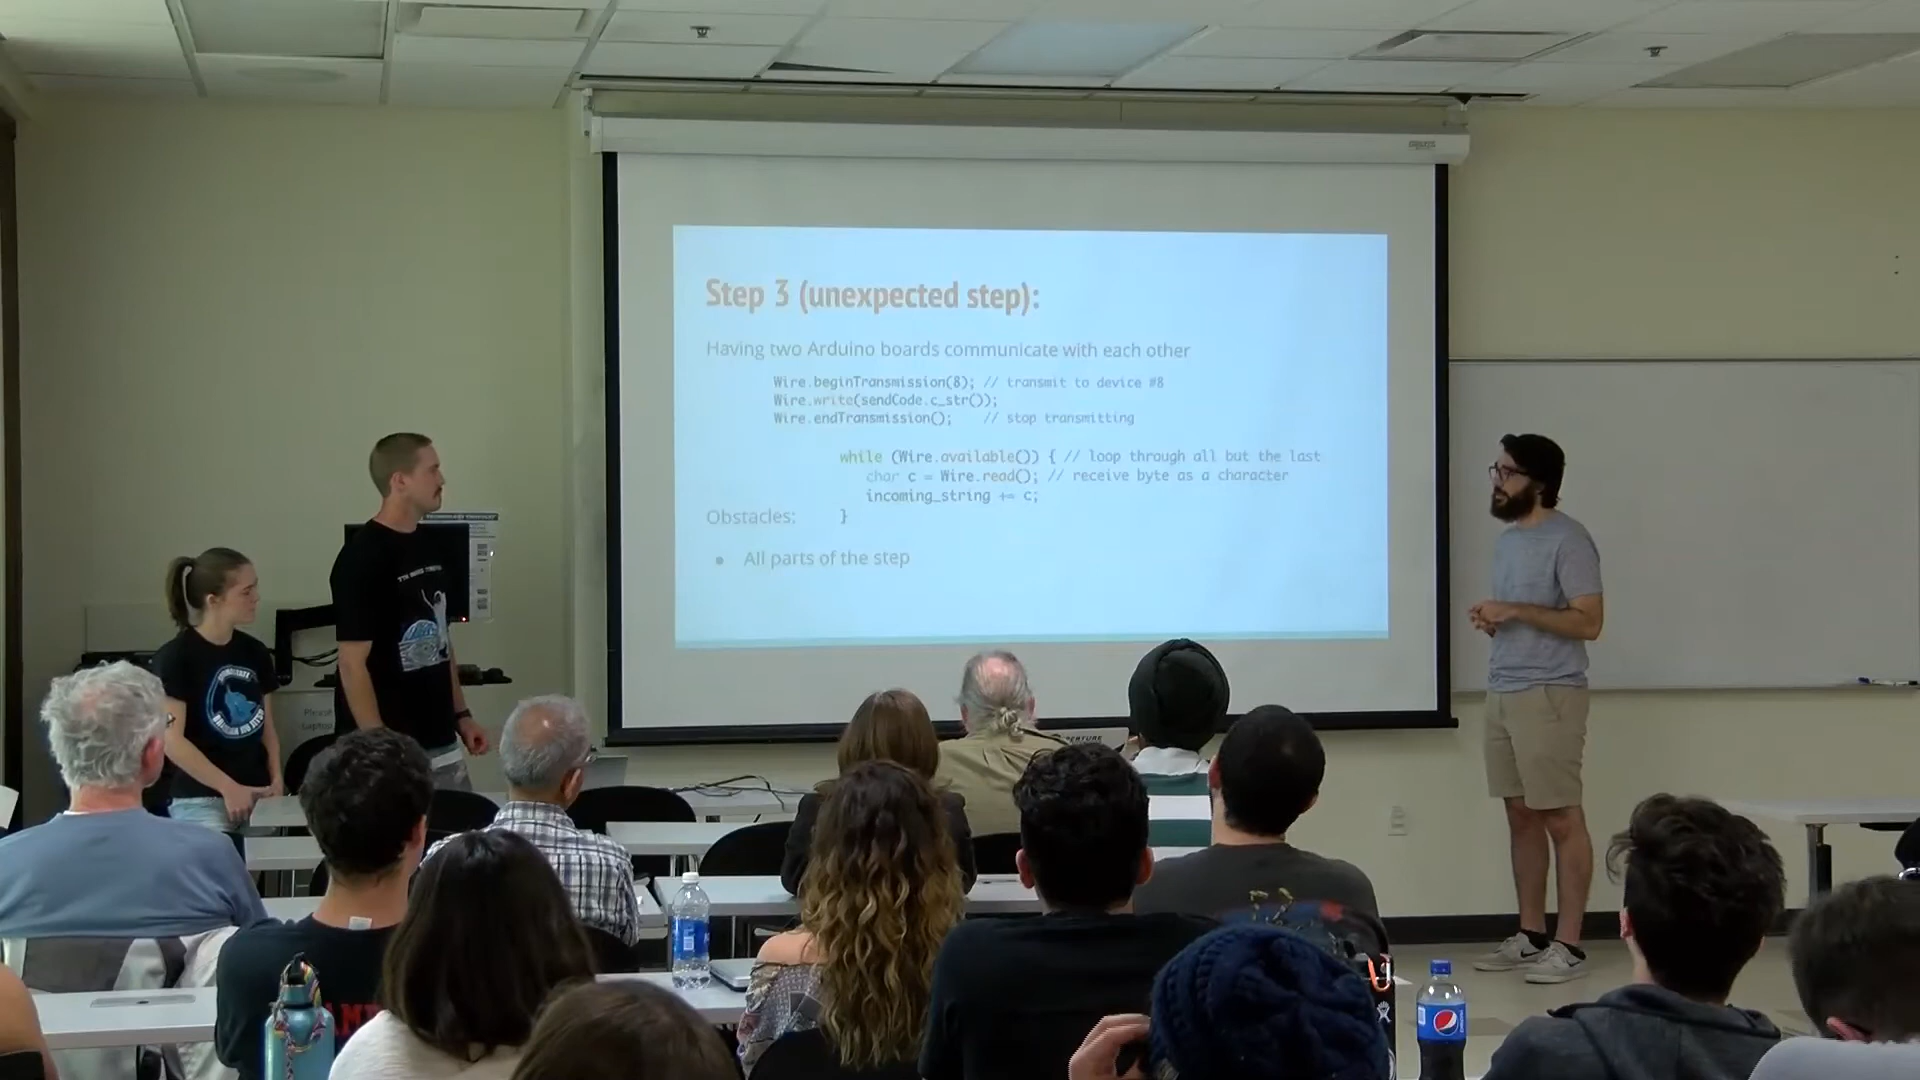 Step 3 (unexpected step):
Having two Arduino boards communicate with each other
Wire.beginTransmission(8); // transmit to device #8
Wire.write(sendCode.c_str());
Wire.endTransmission(); // stop transmitting
while (Wire.available()) { // loop through all but the last
char c = Wire.read(); // receive byte as a character
incoming_string += c;
}
Obstacles:
● All parts of the step